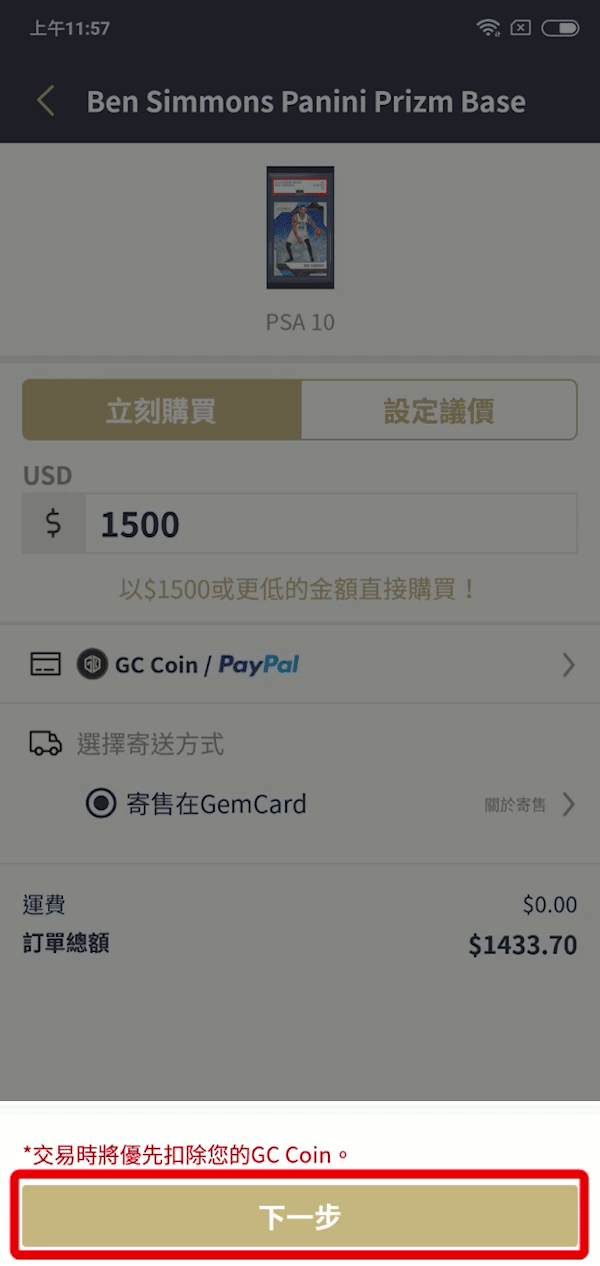 上午11:57
Ben Simmons Panini Prizm Base
PSA 10
立刻購買 設定議價
USD
$ 1500
以$1500或更低的金額直接購買！
GC Coin / PayPal
選擇寄送方式
寄售在GemCard 關於寄售
運費 $0.00
訂單總額 $1433.70
*交易時將優先扣除您的GC Coin。
下一步